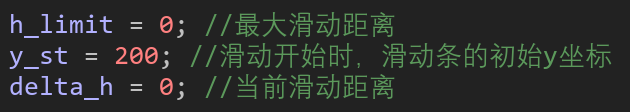 h_limit = 0; //最大滑动距离
y_st = 200; //滑动开始时，滑动条的初始y坐标
delta_h = 0; //当前滑动距离